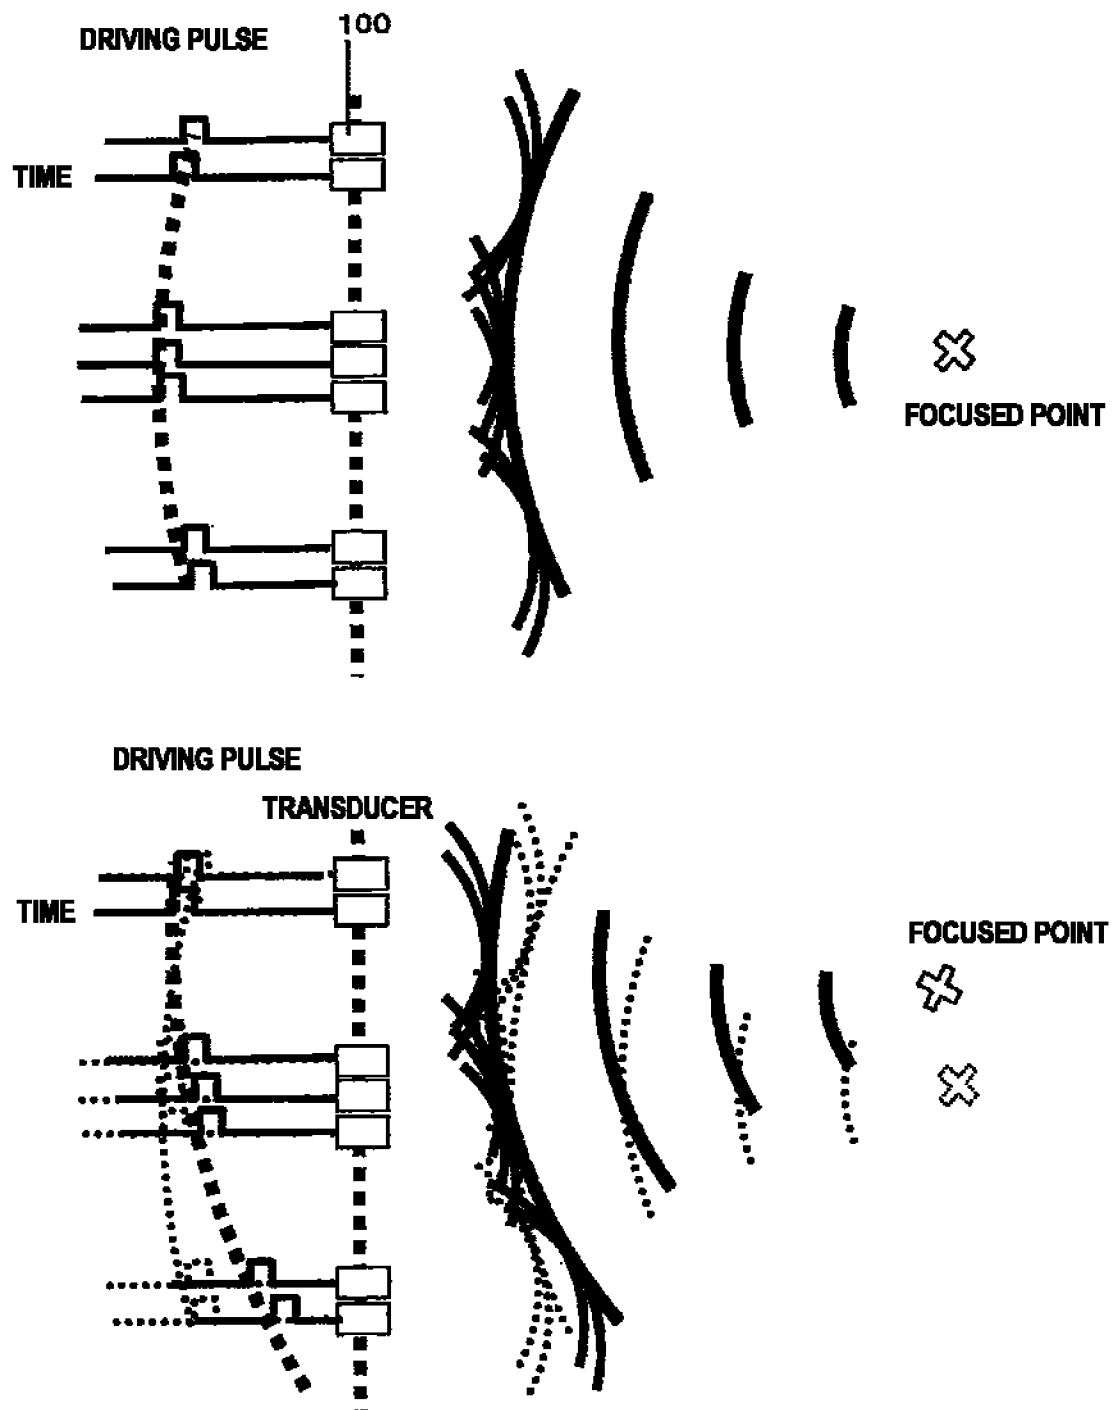 DRIVING PULSE
100
TIME
FOCUSED POINT
DRIVING PULSE
TRANSDUCER
TIME
FOCUSED POINT